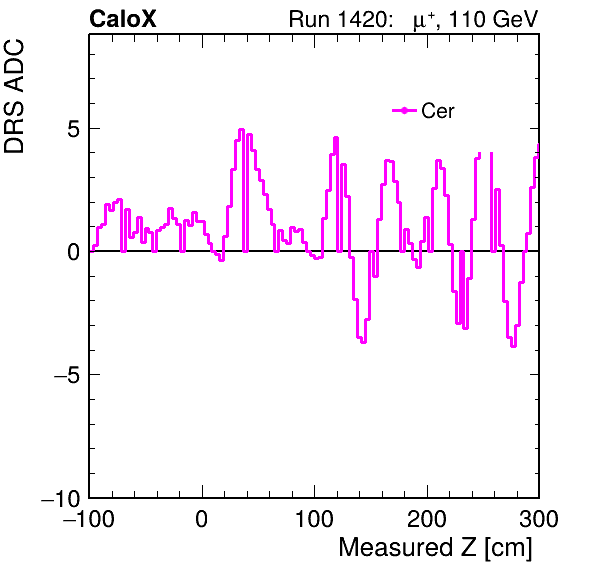 CaloX Run 1420: μ⁺, 110 GeV
DRS ADC
Cer
5
0
−5
−10
−100 0 100 200 300
Measured Z [cm]